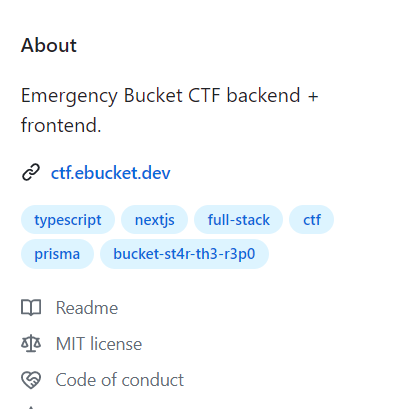 About
Emergency Bucket CTF backend +
frontend.
ctf.ebucket.dev
typescript nextjs full-stack ctf
prisma bucket-st4r-th3-r3p0
Readme
MIT license
Code of conduct